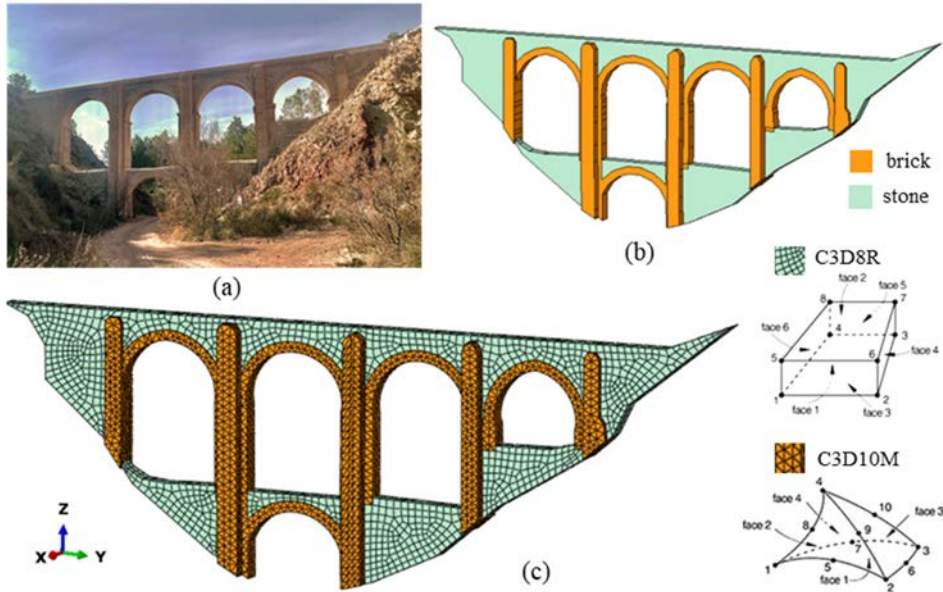 (a)
(b)
brick
stone
C3D8R
face 2
face 5
8
7
4
3
face 6
face 4
5
6
1
2
face 1
face 3
C3D10M
4
face 4
10
face 3
8
9
face 2
7
3
1
5
face 1
6
2
Z
X
Y
(c)